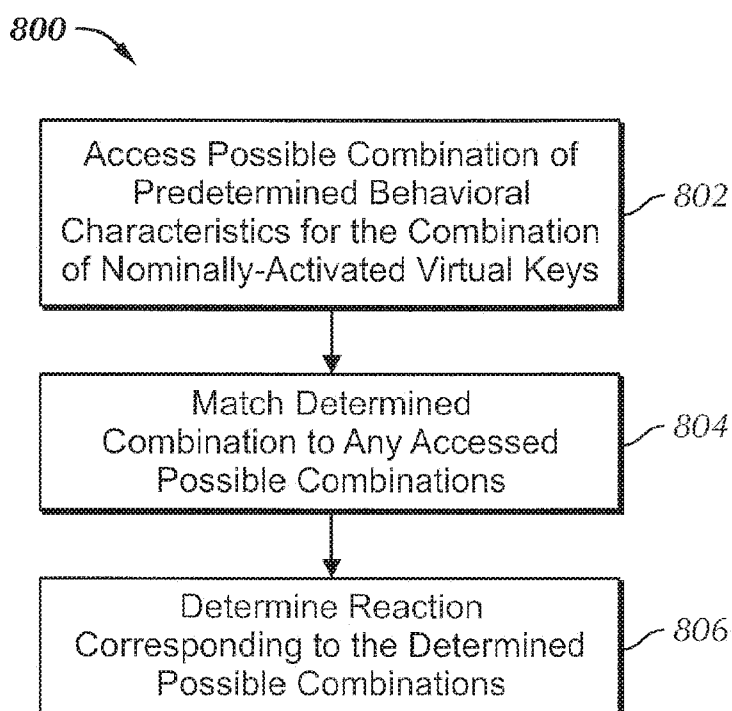 800
Access Possible Combination of
Predetermined Behavioral
Characteristics for the Combination
of Nominally-Activated Virtual Keys
802
Match Determined
Combination to Any Accessed
Possible Combinations
804
Determine Reaction
Corresponding to the Determined
Possible Combinations
806